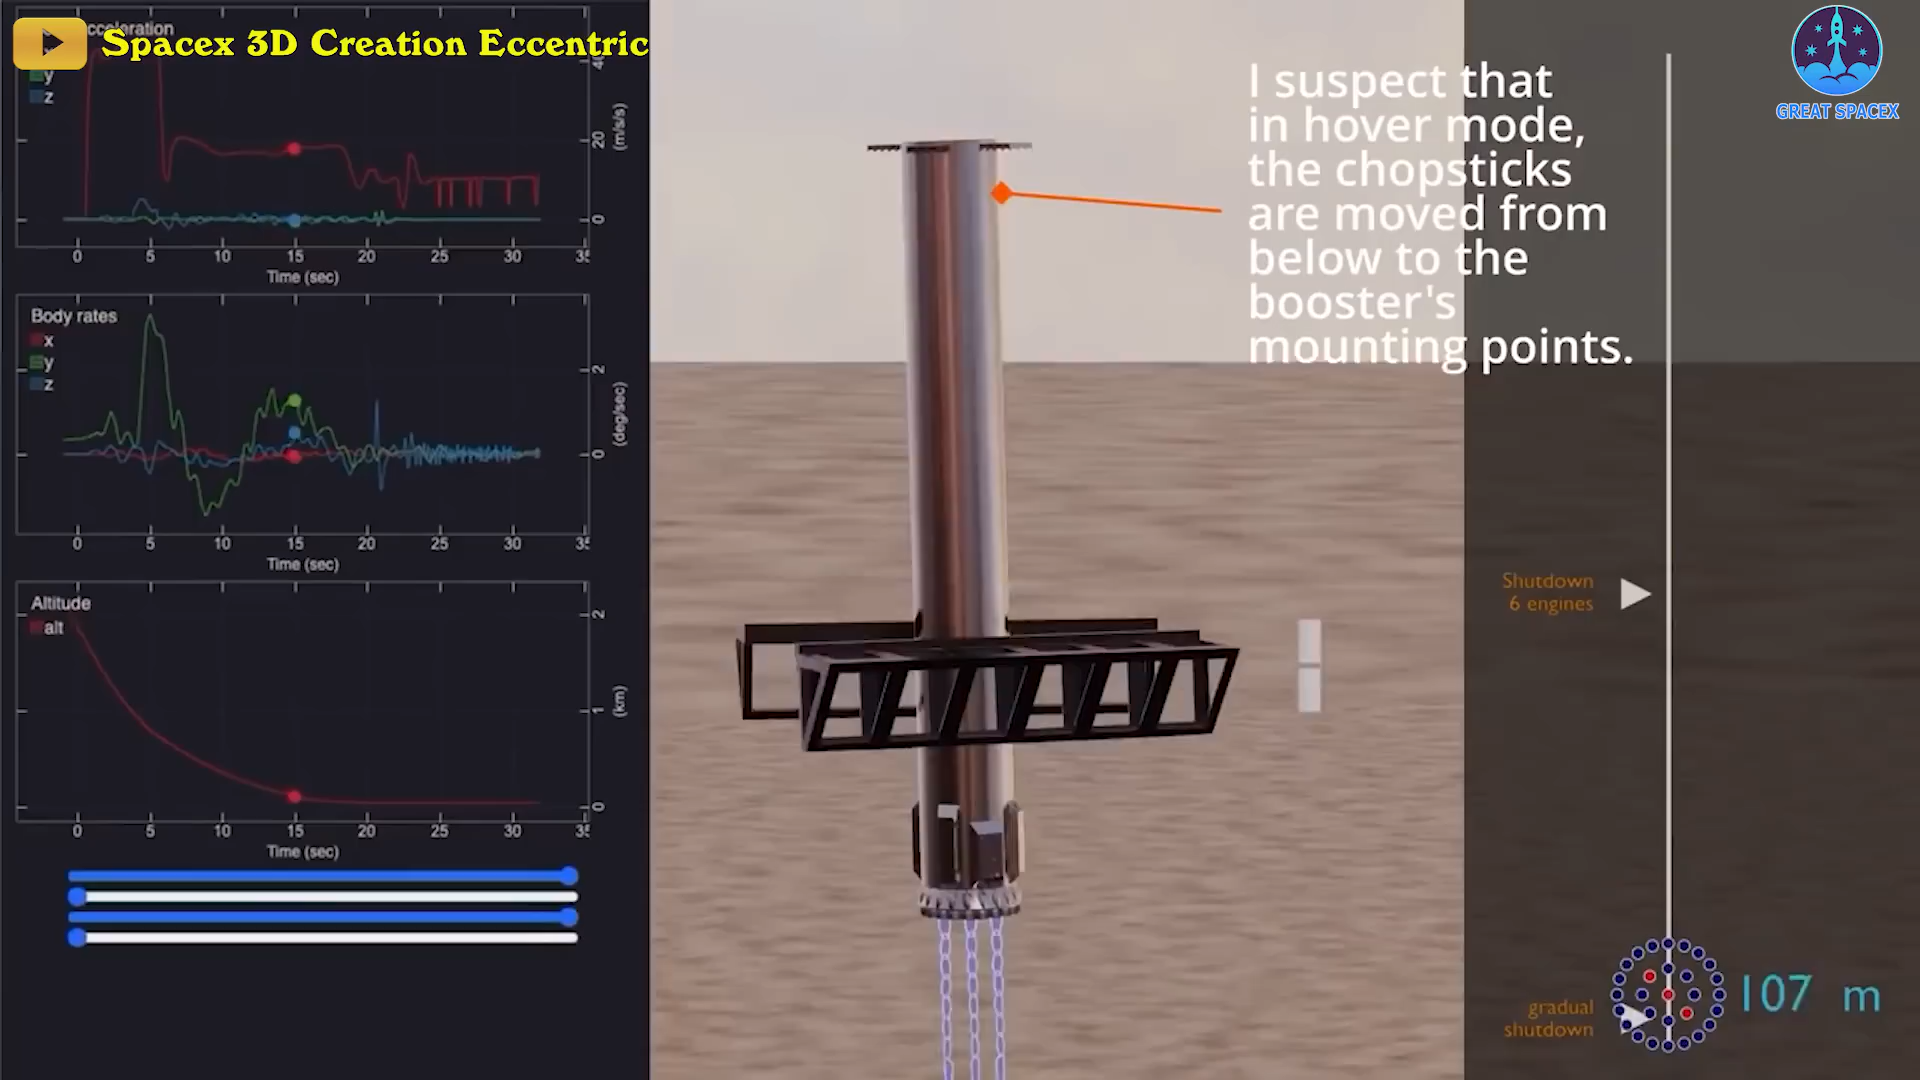 Spacex 3D Creation Eccentric
y
z
40
20
0
(m/s/s)
0 5 10 15 20 25 30
Time (sec)
Body rates
x
y
z
2
0
(deg/sec)
0 5 10 15 20 25 30
Time (sec)
Altitude
alt
2
1
0
(km)
0 5 10 15 20 25 30
Time (sec)
I suspect that
in hover mode,
the chopsticks
are moved from
below to the
booster's
mounting points.
GREAT SPACEX
Shutdown
6 engines
gradual
shutdown
107 m